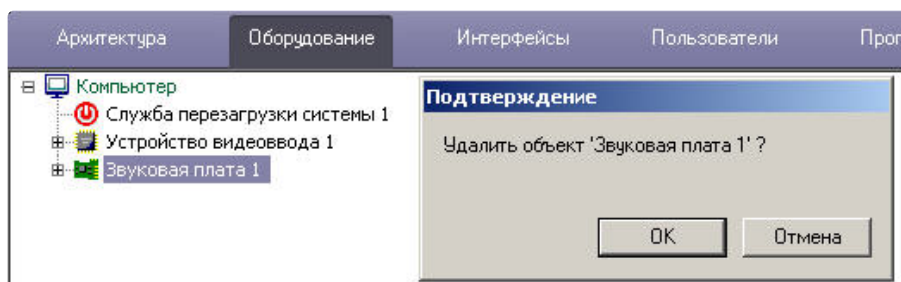 Архитектура Оборудование Интерфейсы Пользователи
Компьютер
Служба перезагрузки системы 1
Устройство видеоввода 1
Звуковая плата 1
Подтверждение
Удалить объект 'Звуковая плата 1' ?
OK Отмена